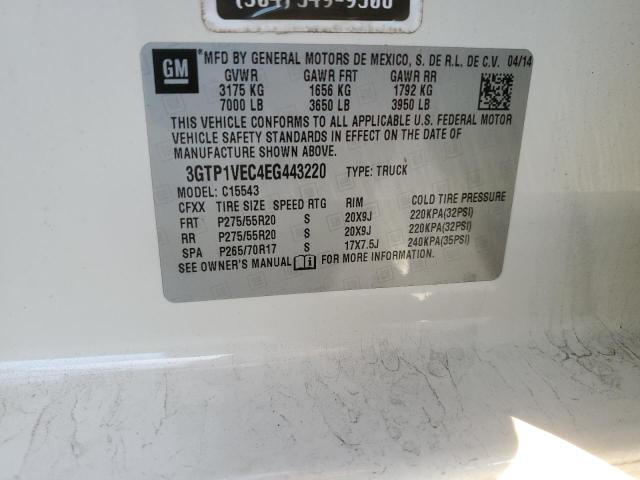 (304) 549-9500
GM *MFD BY GENERAL MOTORS DE MEXICO, S. DE R.L. DE C.V. 04/14
GVWR GAWR FRT GAWR RR
3175 KG 1656 KG 1792 KG
7000 LB 3650 LB 3950 LB
THIS VEHICLE CONFORMS TO ALL APPLICABLE U.S. FEDERAL MOTOR
VEHICLE SAFETY STANDARDS IN EFFECT ON THE DATE OF
MANUFACTURE SHOWN ABOVE.
3GTP1VEC4EG443220 TYPE: TRUCK
MODEL: C15543
CFXX TIRE SIZE SPEED RTG RIM COLD TIRE PRESSURE
FRT P275/55R20 S 20X9J 220KPA(32PSI)
RR P275/55R20 S 20X9J 220KPA(32PSI)
SPA P265/70R17 S 17X7.5J 240KPA(35PSI)
SEE OWNER'S MANUAL FOR MORE INFORMATION.